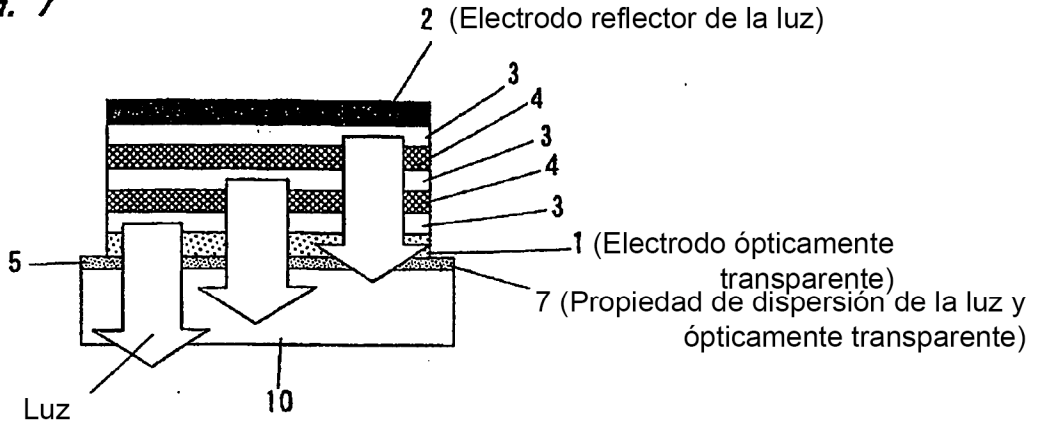 7
2 (Electrodo reflector de la luz)
3
4
3
4
3
1 (Electrodo ópticamente
transparente)
5
7 (Propiedad de dispersión de la luz y
ópticamente transparente)
Luz
10